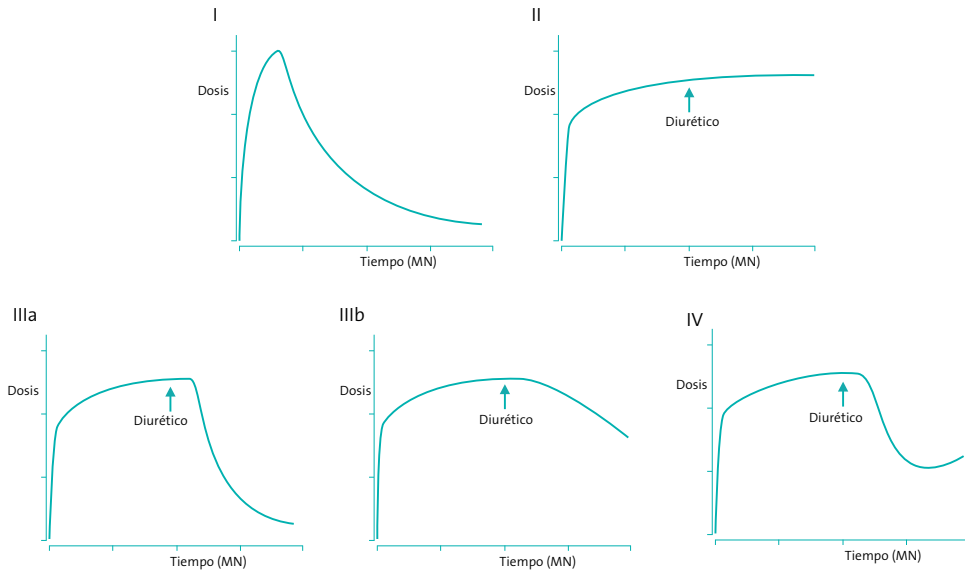 I
Dosis
Tiempo (MN)
II
Dosis
Diurético
Tiempo (MN)
IIIa
Dosis
Diurético
Tiempo (MN)
IIIb
Dosis
Diurético
Tiempo (MN)
IV
Dosis
Diurético
Tiempo (MN)